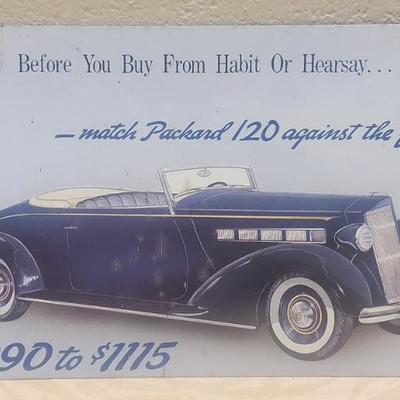 Before You Buy From Habit Or Hearsay...
—match Packard 120 against the
90 to $1115